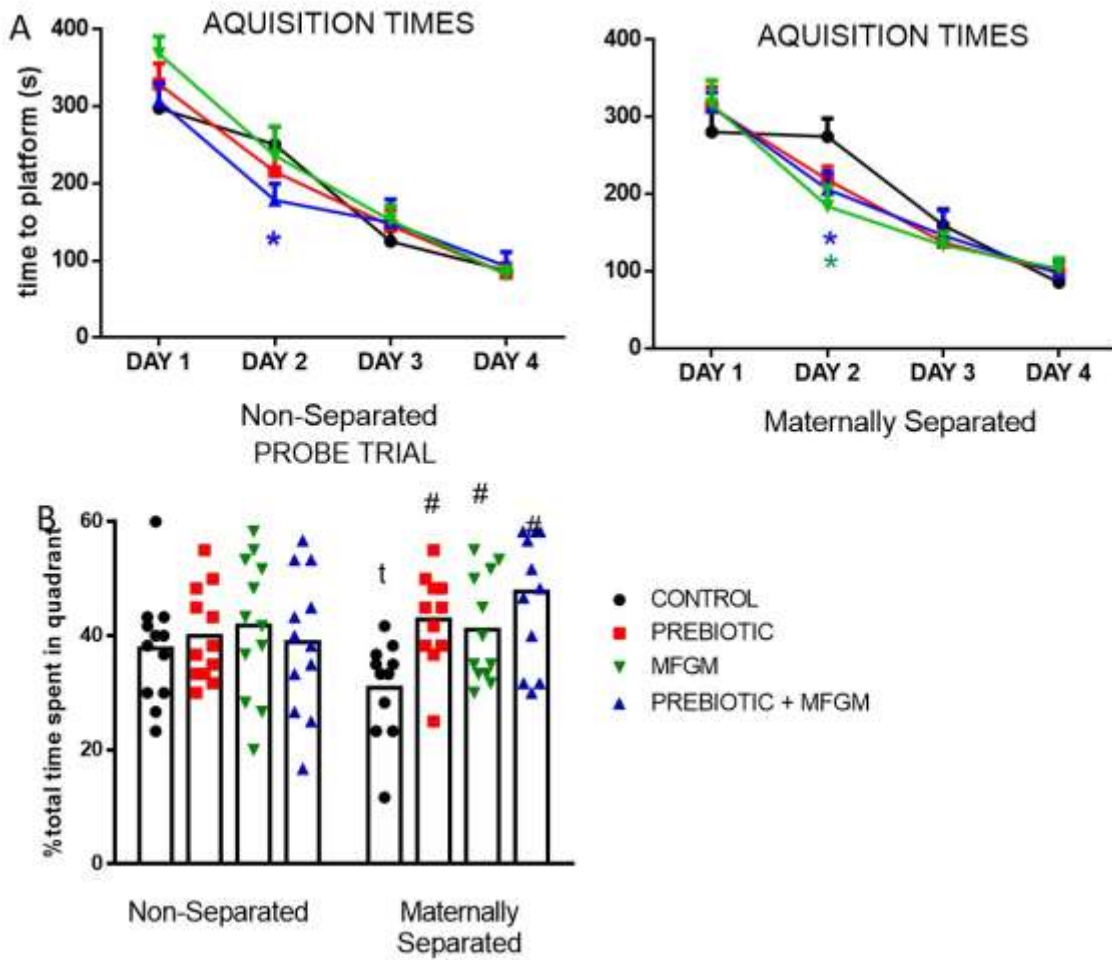 A
AQUISITION TIMES
time to platform (s)
400
300
200
100
0
*
DAY 1 DAY 2 DAY 3 DAY 4
Non-Separated
AQUISITION TIMES
400
300
200
100
0
*
*
DAY 1 DAY 2 DAY 3 DAY 4
Maternally Separated
PROBE TRIAL
B
%total time spent in quadrant
60
40
20
0
t
#
#
#
Non-Separated
Maternally
Separated
CONTROL
PREBIOTIC
MFGM
PREBIOTIC + MFGM